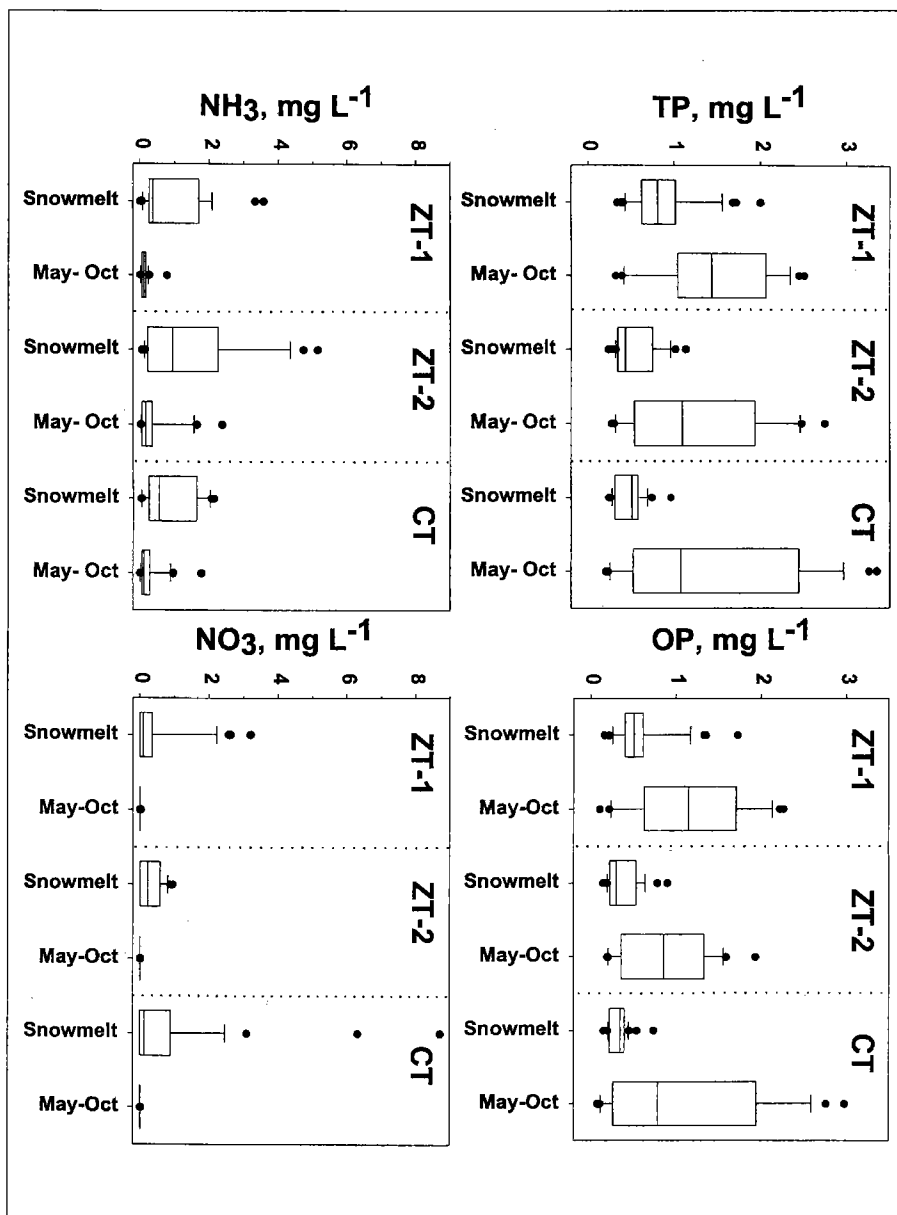 TP, mg L-1
0 1 2 3
ZT-1 ZT-2 CT
Snowmelt May- Oct Snowmelt May- Oct Snowmelt May- Oct
OP, mg L-1
0 1 2 3
ZT-1 ZT-2 CT
Snowmelt May-Oct Snowmelt May-Oct Snowmelt May-Oct
NH3, mg L-1
0 2 4 6 8
ZT-1 ZT-2 CT
Snowmelt May- Oct Snowmelt May- Oct Snowmelt May- Oct
NO3, mg L-1
0 2 4 6 8
ZT-1 ZT-2 CT
Snowmelt May-Oct Snowmelt May-Oct Snowmelt May-Oct